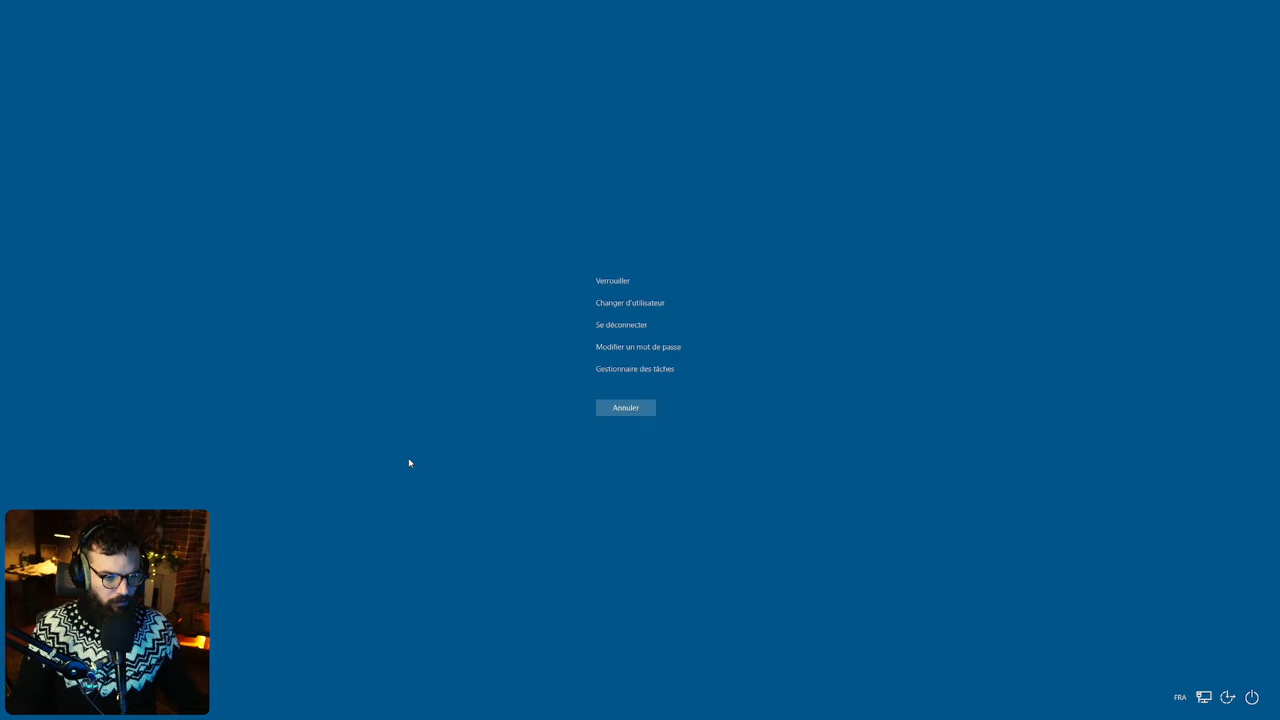 Verrouiller
Changer d'utilisateur
Se déconnecter
Modifier un mot de passe
Gestionnaire des tâches
Annuler
FRA